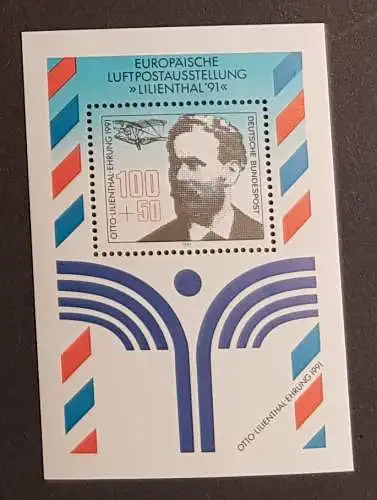 EUROPÄISCHE
LUFTPOSTAUSSTELLUNG
»LILIENTHAL'91«
OTTO-LILIENTHAL-EHRUNG 1991
100
+50
DEUTSCHE BUNDESPOST
1991
OTTO-LILIENTHAL-EHRUNG 1991